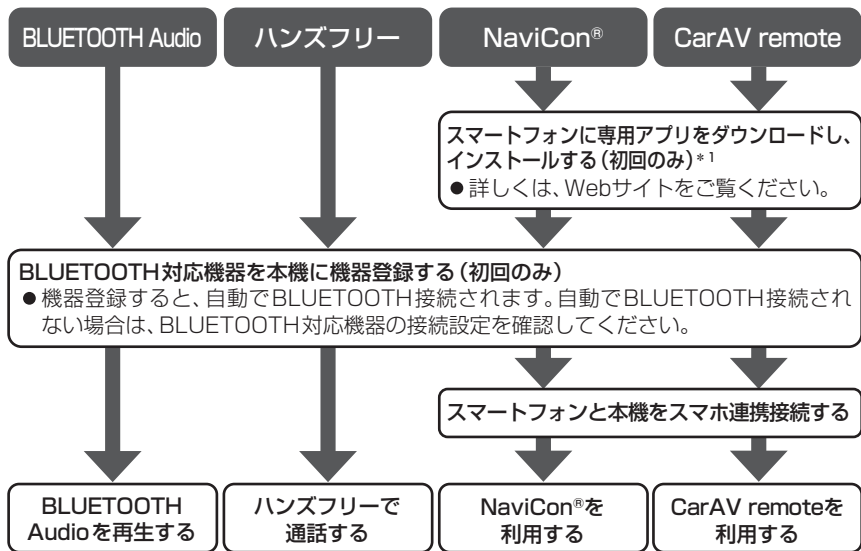 BLUETOOTH Audio
ハンズフリー
NaviCon®
CarAV remote
スマートフォンに専用アプリをダウンロードし、
インストールする(初回のみ)*1
●詳しくは、Webサイトをご覧ください。
BLUETOOTH対応機器を本機に機器登録する(初回のみ)
●機器登録すると、自動でBLUETOOTH接続されます。自動でBLUETOOTH接続され
ない場合は、BLUETOOTH対応機器の接続設定を確認してください。
スマートフォンと本機をスマホ連携接続する
BLUETOOTH
Audioを再生する
ハンズフリーで
通話する
NaviCon®を
利用する
CarAV remoteを
利用する